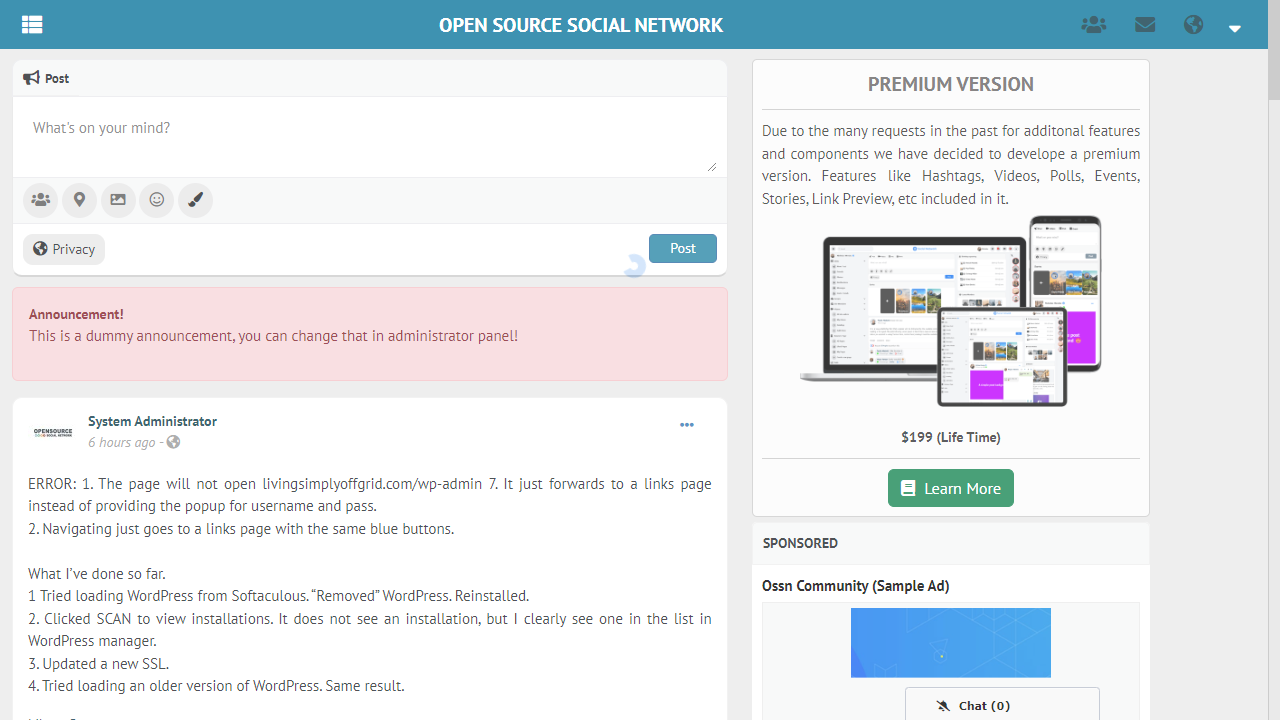 OPEN SOURCE SOCIAL NETWORK
Post
What's on your mind?
Privacy
Post
Announcement!
This is a dummy announcement, you can change that in administrator panel!
OPENSOURCE
System Administrator
6 hours ago -
ERROR: 1. The page will not open livingsimplyoffgrid.com/wp-admin 7. It just forwards to a links page
instead of providing the popup for username and pass.
2. Navigating just goes to a links page with the same blue buttons.
What I’ve done so far.
1 Tried loading WordPress from Softaculous. “Removed” WordPress. Reinstalled.
2. Clicked SCAN to view installations. It does not see an installation, but I clearly see one in the list in
WordPress manager.
3. Updated a new SSL.
4. Tried loading an older version of WordPress. Same result.
PREMIUM VERSION
Due to the many requests in the past for additonal features
and components we have decided to develope a premium
version. Features like Hashtags, Videos, Polls, Events,
Stories, Link Preview, etc included in it.
$199 (Life Time)
Learn More
SPONSORED
Ossn Community (Sample Ad)
Chat (0)